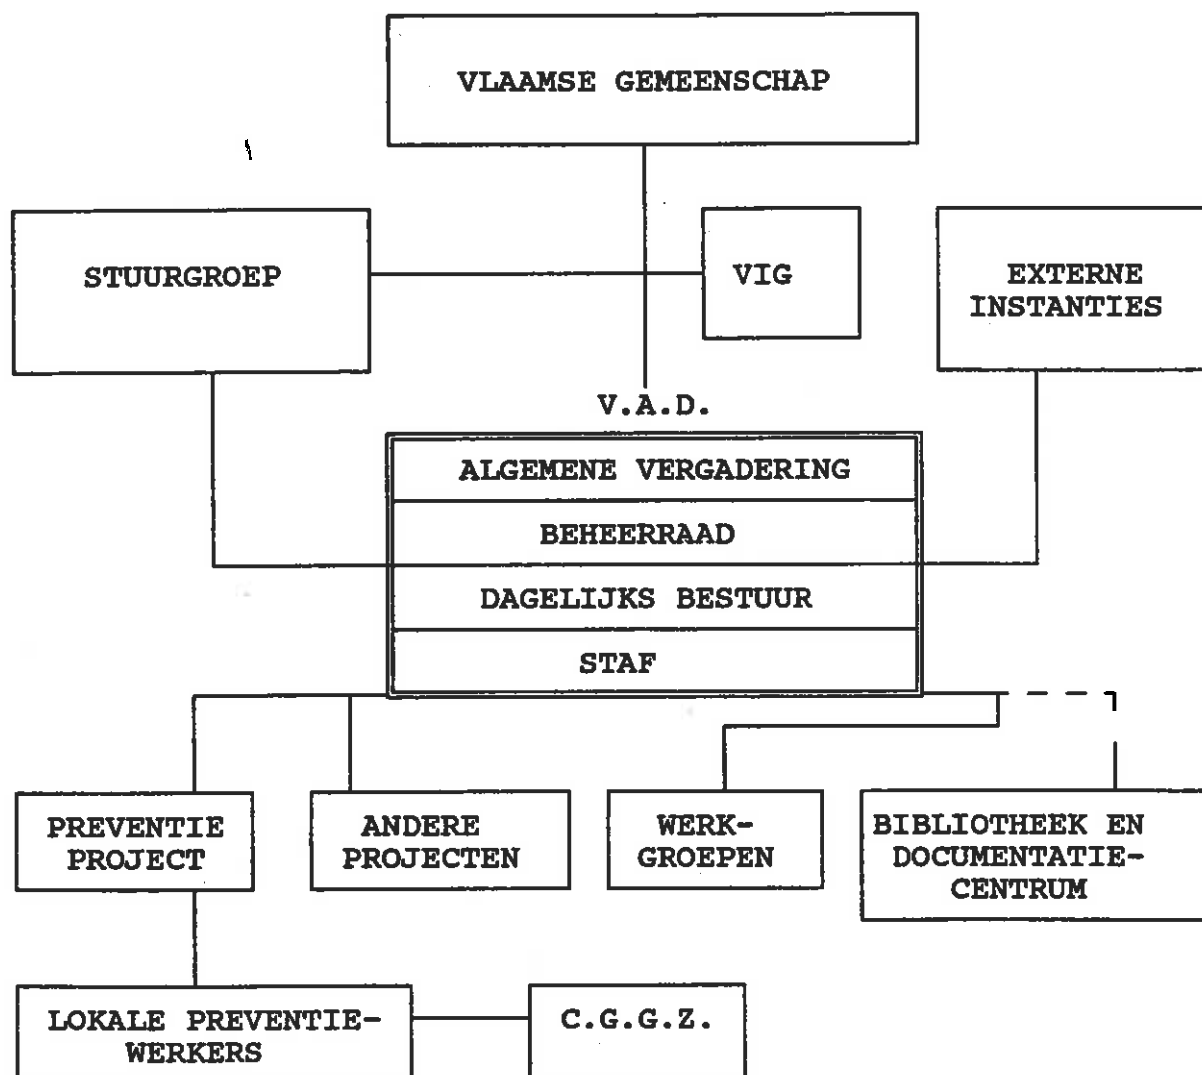 VLAAMSE GEMEENSCHAP
STUURGROEP
VIG
EXTERNE
INSTANTIES
V.A.D.
ALGEMENE VERGADERING
BEHEERRAAD
DAGELIJKS BESTUUR
STAF
PREVENTIE
PROJECT
ANDERE
PROJECTEN
WERK-
GROEPEN
BIBLIOTHEEK EN
DOCUMENTATIE-
CENTRUM
LOKALE PREVENTIE-
WERKERS
C.G.G.Z.